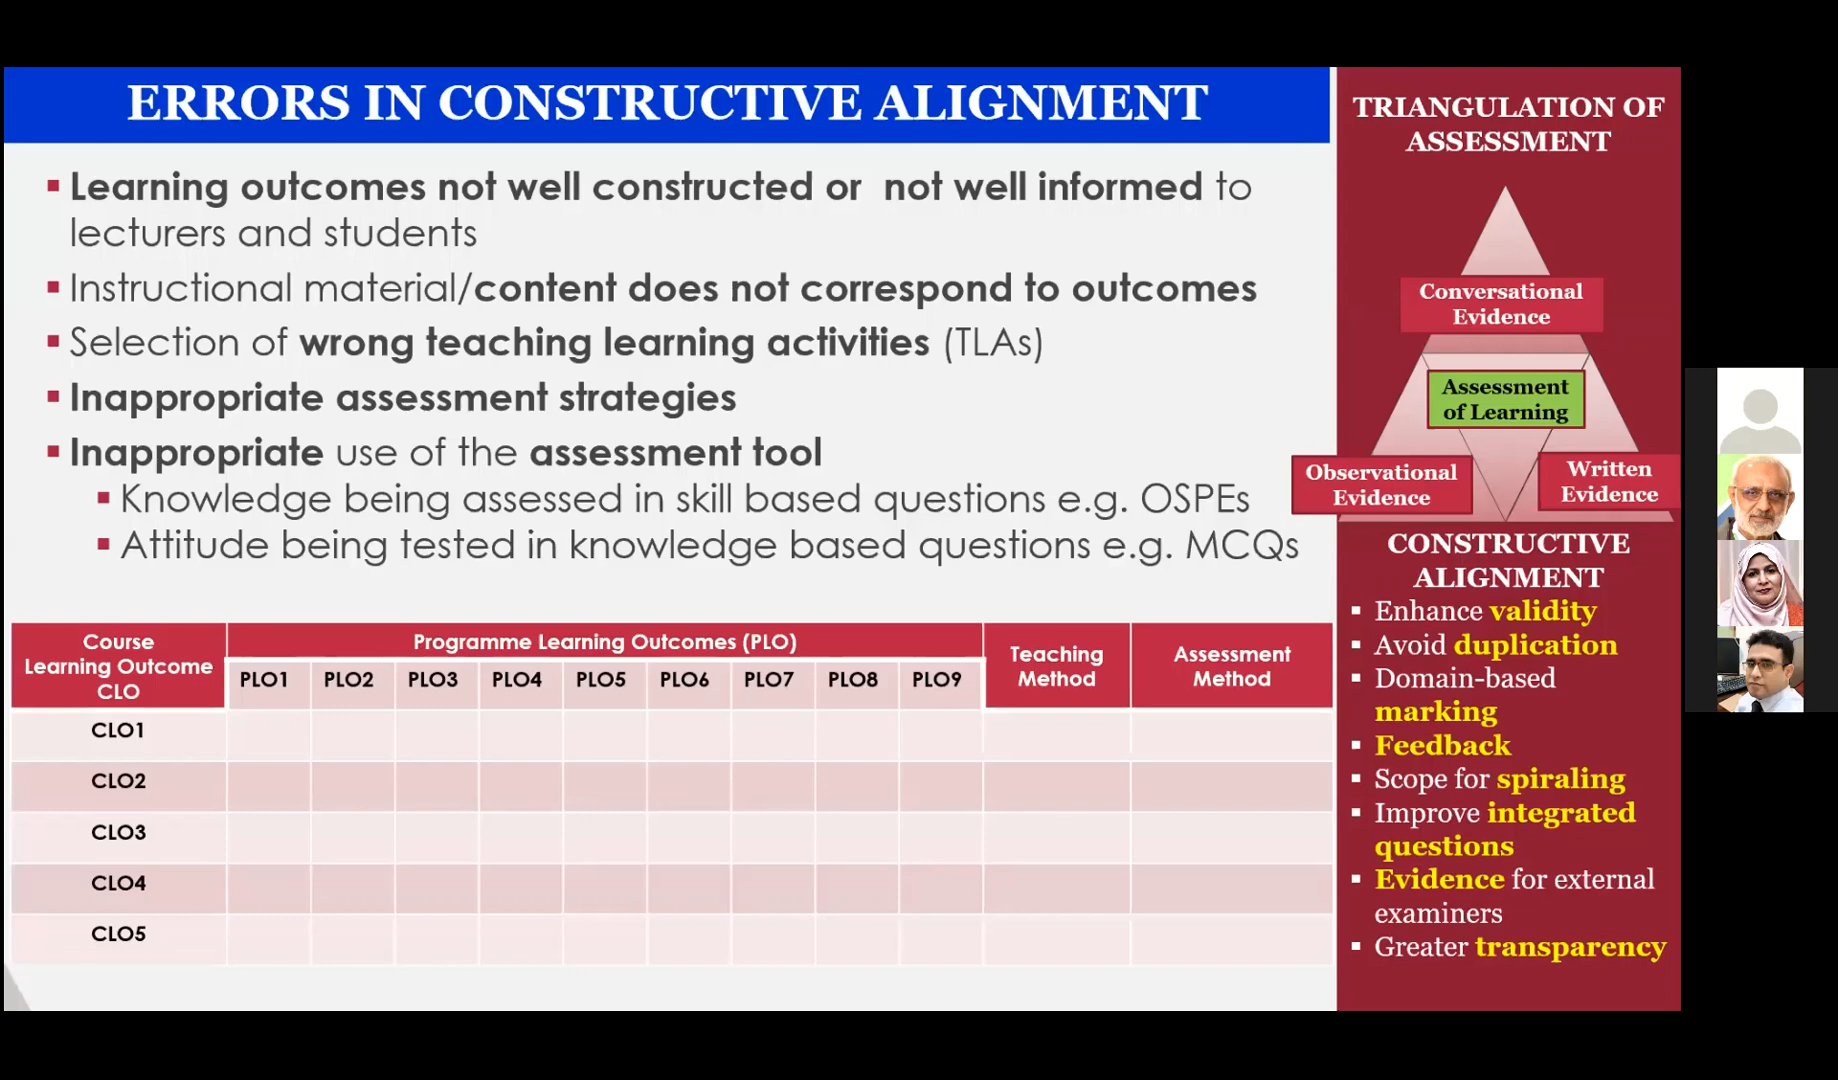 ERRORS IN CONSTRUCTIVE ALIGNMENT
Learning outcomes not well constructed or not well informed to
lecturers and students
Instructional material/content does not correspond to outcomes
Selection of wrong teaching learning activities (TLAs)
Inappropriate assessment strategies
Inappropriate use of the assessment tool
Knowledge being assessed in skill based questions e.g. OSPEs
Attitude being tested in knowledge based questions e.g. MCQs
Course
Learning Outcome
CLO
Programme Learning Outcomes (PLO)
Teaching
Method
Assessment
Method
PLO1 PLO2 PLO3 PLO4 PLO5 PLO6 PLO7 PLO8 PLO9
CLO1
CLO2
CLO3
CLO4
CLO5
TRIANGULATION OF
ASSESSMENT
Conversational
Evidence
Assessment
of Learning
Observational
Evidence
Written
Evidence
CONSTRUCTIVE
ALIGNMENT
Enhance validity
Avoid duplication
Domain-based
marking
Feedback
Scope for spiraling
Improve integrated
questions
Evidence for external
examiners
Greater transparency